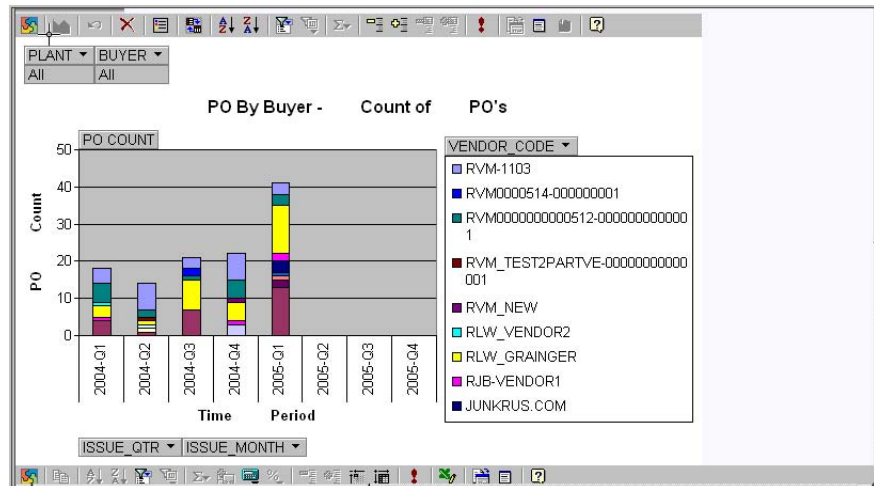 PLANT BUYER
All All
PO By Buyer - Count of PO's
PO COUNT
VENDOR_CODE
50
40
30
20
10
0
PO Count
RVM-1103
RVM0000514-000000001
RVM0000000000512-000000000000
1
RVM_TEST2PARTVE-00000000000
001
RVM_NEW
RLW_VENDOR2
RLW_GRAINGER
RJB-VENDOR1
JUNKRUS.COM
2004-Q1
2004-Q2
2004-Q3
2004-Q4
2005-Q1
2005-Q2
2005-Q3
2005-Q4
Time Period
ISSUE_QTR ISSUE_MONTH